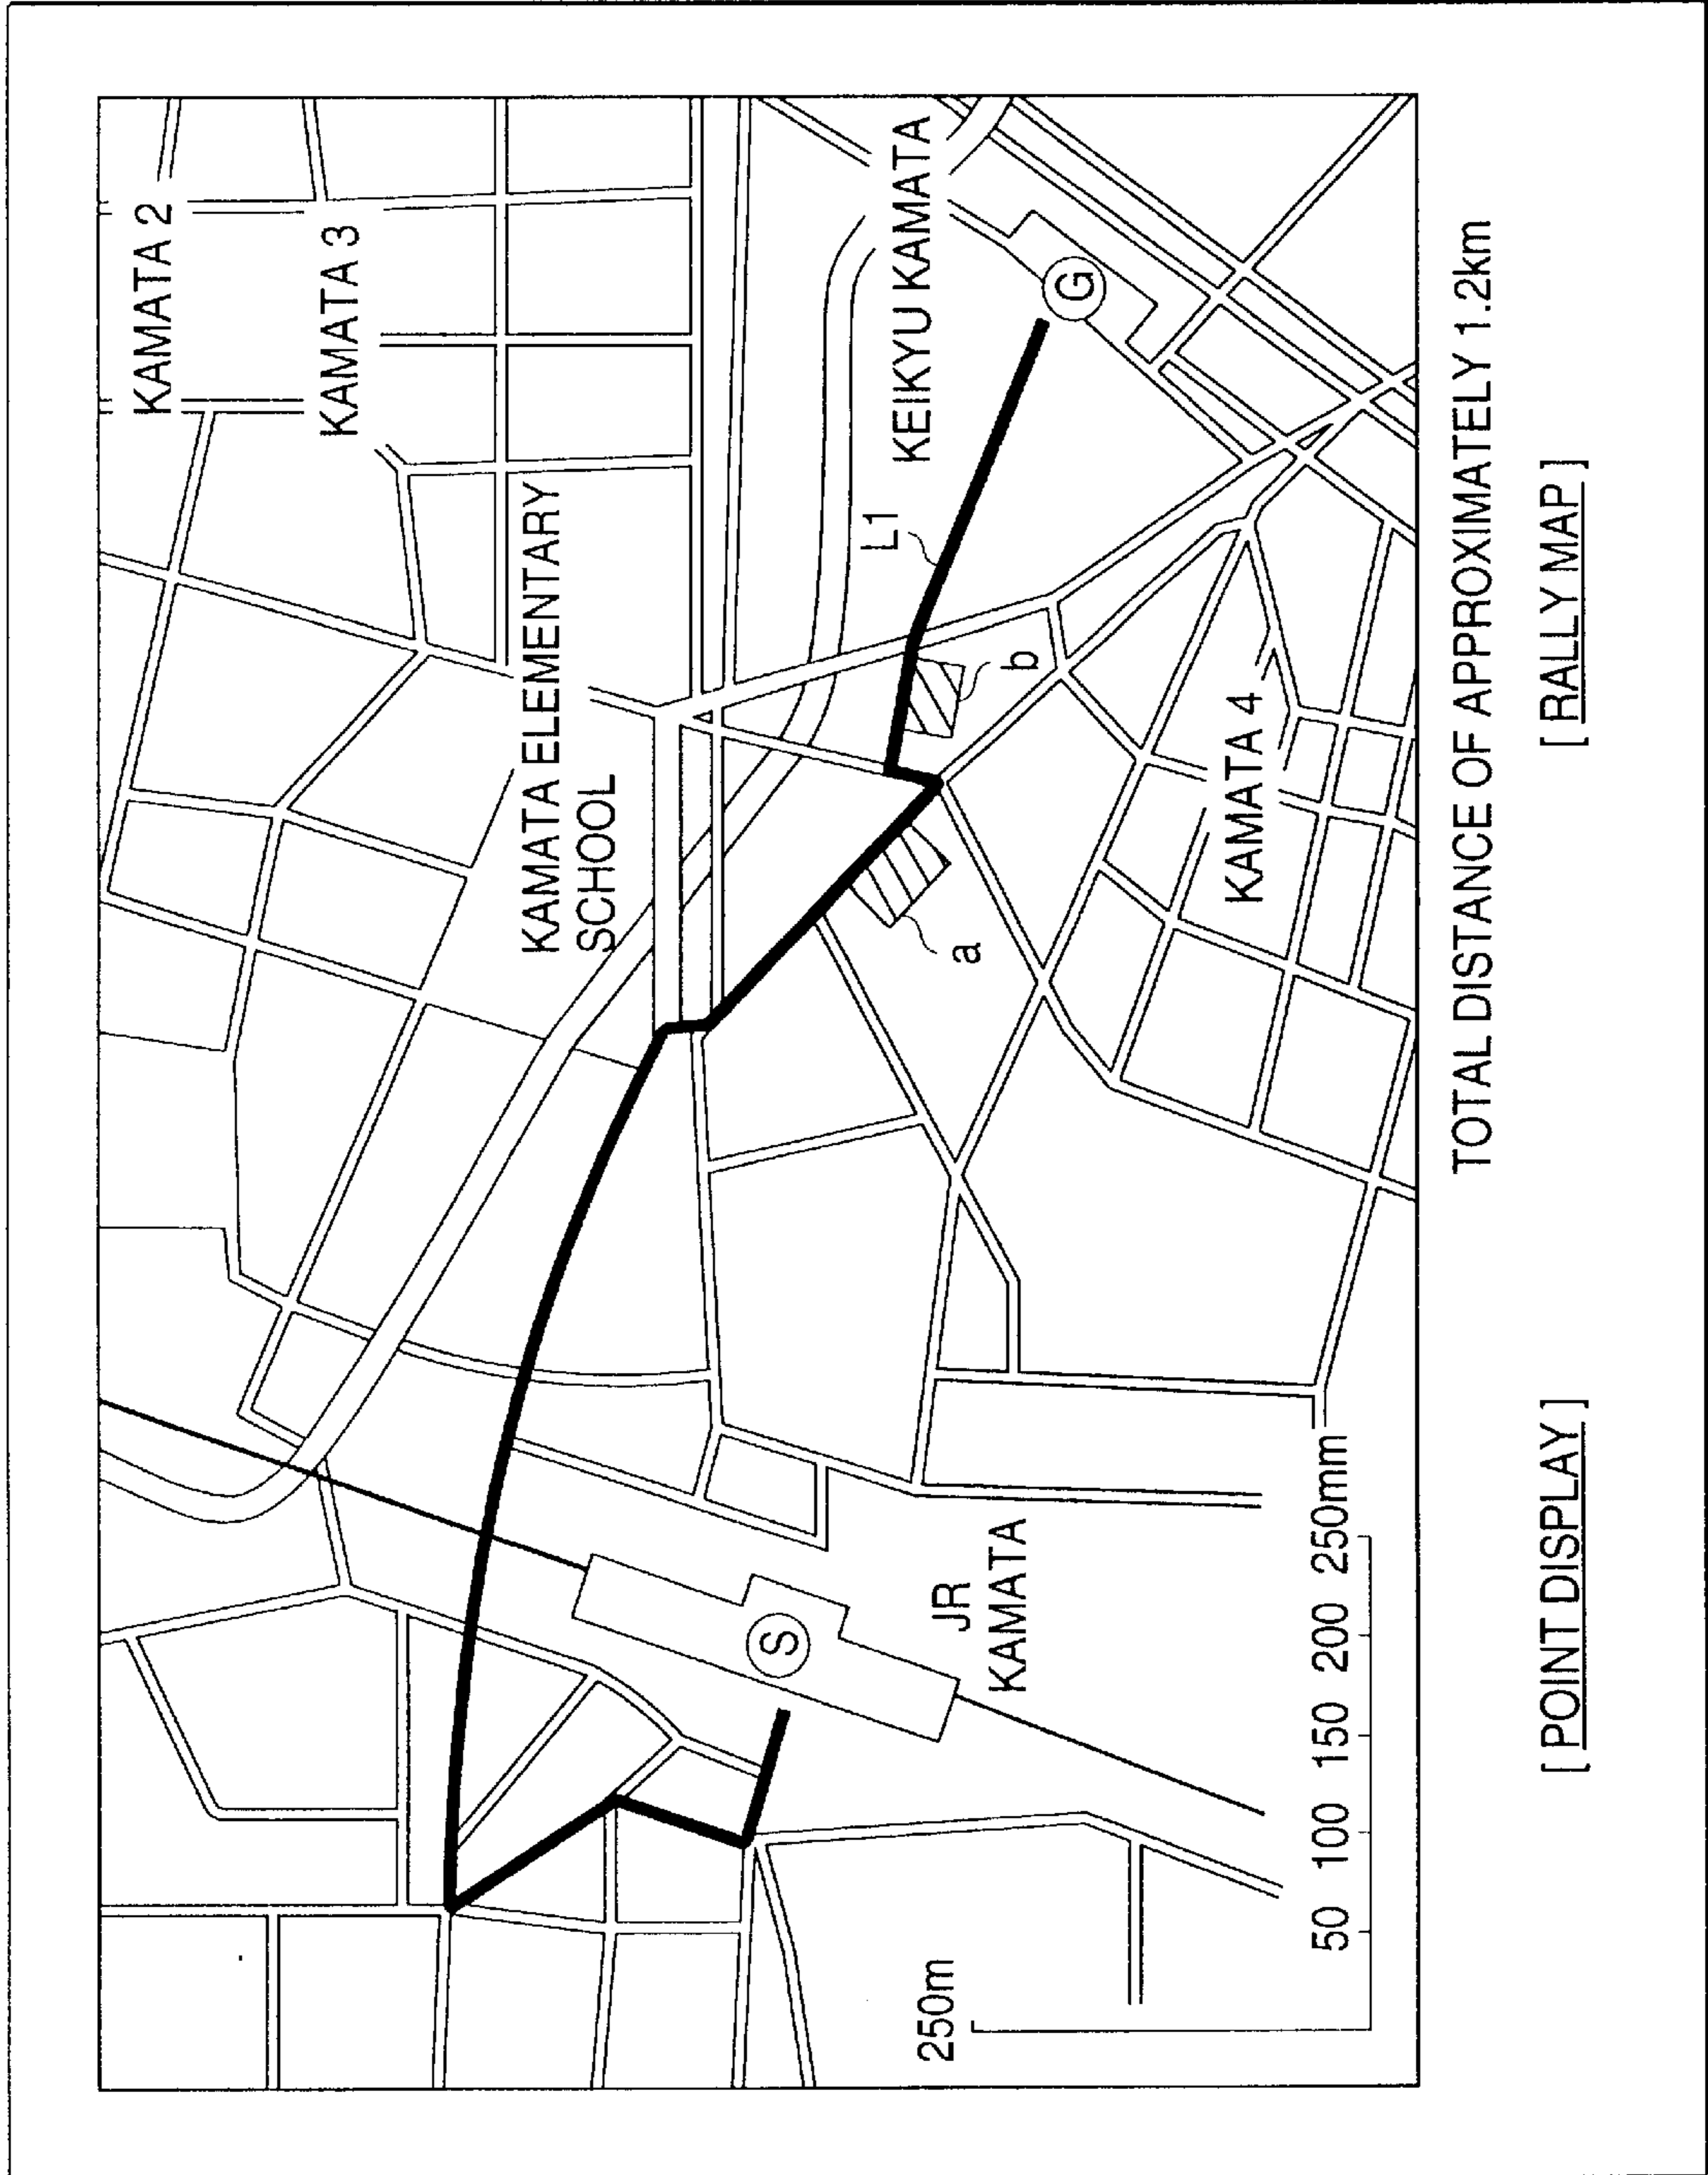 KAMATA 2
KAMATA 3
KAMATA ELEMENTARY
SCHOOL
KEIKYU KAMATA
L1
G
b
a
S
JR
KAMATA
KAMATA 4
250m
50 100 150 200 250mm
TOTAL DISTANCE OF APPROXIMATELY 1.2km
[ POINT DISPLAY ] [ RALLY MAP ]